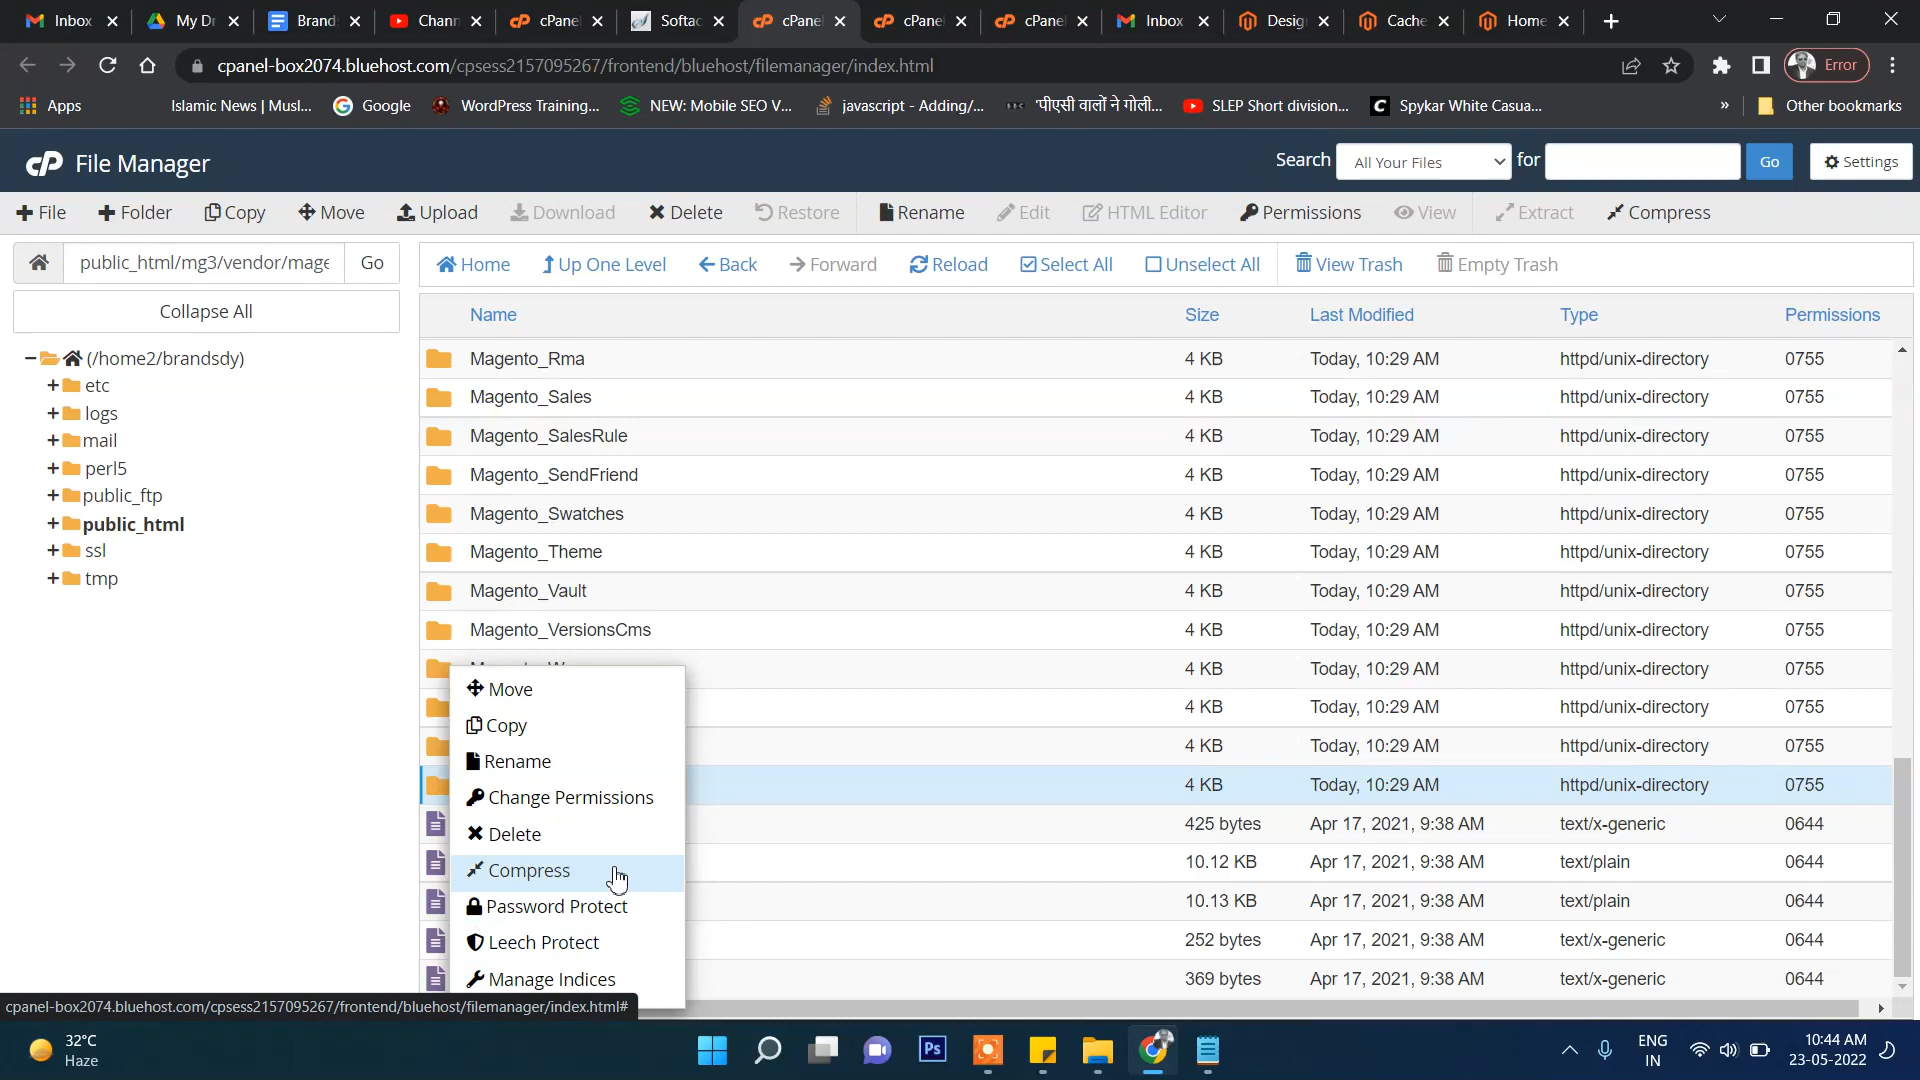 Inbox
My Dr
Brand
Chann
cPanel
Softac
cPanel
cPanel
cPanel
Inbox
Desig
Cache
Home
cpanel-box2074.bluehost.com/cpsess2157095267/frontend/bluehost/filemanager/index.html
Error
Apps
Islamic News | Musl...
Google
WordPress Training...
NEW: Mobile SEO V...
javascript - Adding/...
'पीएसी वालों ने गोली...
SLEP Short division...
Spykar White Casua...
»
Other bookmarks
cP File Manager
Search
All Your Files
for
Go
Settings
File
Folder
Copy
Move
Upload
Download
Delete
Restore
Rename
Edit
HTML Editor
Permissions
View
Extract
Compress
public_html/mg3/vendor/mage
Go
Home
Up One Level
Back
Forward
Reload
Select All
Unselect All
View Trash
Empty Trash
Collapse All
(/home2/brandsdy)
etc
logs
mail
perl5
public_ftp
public_html
ssl
tmp
Name Size Last Modified Type Permissions
Magento_Rma 4 KB Today, 10:29 AM httpd/unix-directory 0755
Magento_Sales 4 KB Today, 10:29 AM httpd/unix-directory 0755
Magento_SalesRule 4 KB Today, 10:29 AM httpd/unix-directory 0755
Magento_SendFriend 4 KB Today, 10:29 AM httpd/unix-directory 0755
Magento_Swatches 4 KB Today, 10:29 AM httpd/unix-directory 0755
Magento_Theme 4 KB Today, 10:29 AM httpd/unix-directory 0755
Magento_Vault 4 KB Today, 10:29 AM httpd/unix-directory 0755
Magento_VersionsCms 4 KB Today, 10:29 AM httpd/unix-directory 0755
4 KB Today, 10:29 AM httpd/unix-directory 0755
4 KB Today, 10:29 AM httpd/unix-directory 0755
4 KB Today, 10:29 AM httpd/unix-directory 0755
4 KB Today, 10:29 AM httpd/unix-directory 0755
425 bytes Apr 17, 2021, 9:38 AM text/x-generic 0644
10.12 KB Apr 17, 2021, 9:38 AM text/plain 0644
10.13 KB Apr 17, 2021, 9:38 AM text/plain 0644
252 bytes Apr 17, 2021, 9:38 AM text/x-generic 0644
369 bytes Apr 17, 2021, 9:38 AM text/x-generic 0644
Move
Copy
Rename
Change Permissions
Delete
Compress
Password Protect
Leech Protect
Manage Indices
cpanel-box2074.bluehost.com/cpsess2157095267/frontend/bluehost/filemanager/index.html#
32°C
Haze
Ps
ENG
IN
10:44 AM
23-05-2022